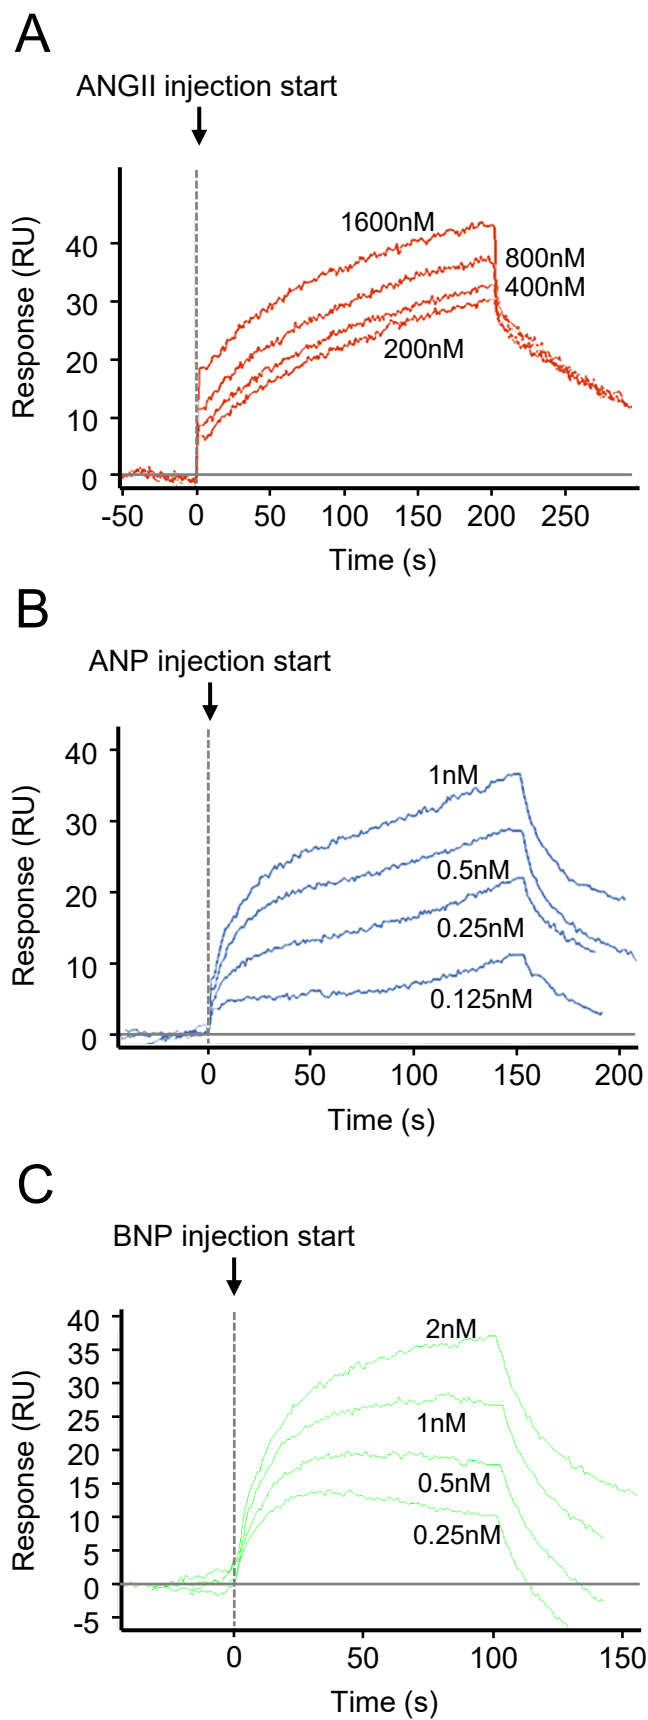 A
ANGII injection start
Response (RU)
40
30
20
10
0
1600nM
800nM
400nM
200nM
-50 0 50 100 150 200 250
Time (s)
B
ANP injection start
Response (RU)
40
30
20
10
0
1nM
0.5nM
0.25nM
0.125nM
0 50 100 150 200
Time (s)
C
BNP injection start
Response (RU)
40
35
30
25
20
15
10
5
0
-5
2nM
1nM
0.5nM
0.25nM
0 50 100 150
Time (s)